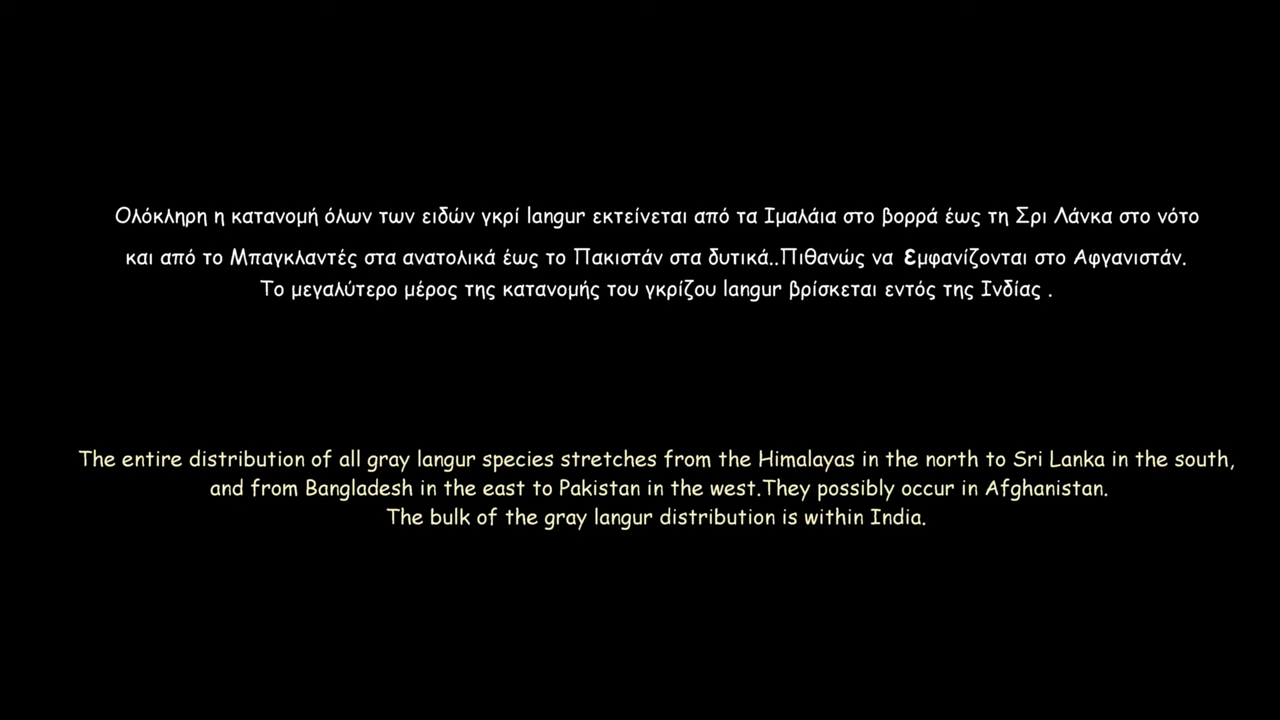 Ολόκληρη η κατανομή όλων των ειδών γκρί langur εκτείνεται από τα Ιμαλάια στο βορρά έως τη Σρι Λάνκα στο νότο
και από το Μπαγκλαντές στα ανατολικά έως το Πακιστάν στα δυτικά..Πιθανώς να εμφανίζονται στο Αφγανιστάν.
Το μεγαλύτερο μέρος της κατανομής του γκρίζου langur βρίσκεται εντός της Ινδίας .
The entire distribution of all gray langur species stretches from the Himalayas in the north to Sri Lanka in the south,
and from Bangladesh in the east to Pakistan in the west.They possibly occur in Afghanistan.
The bulk of the gray langur distribution is within India.